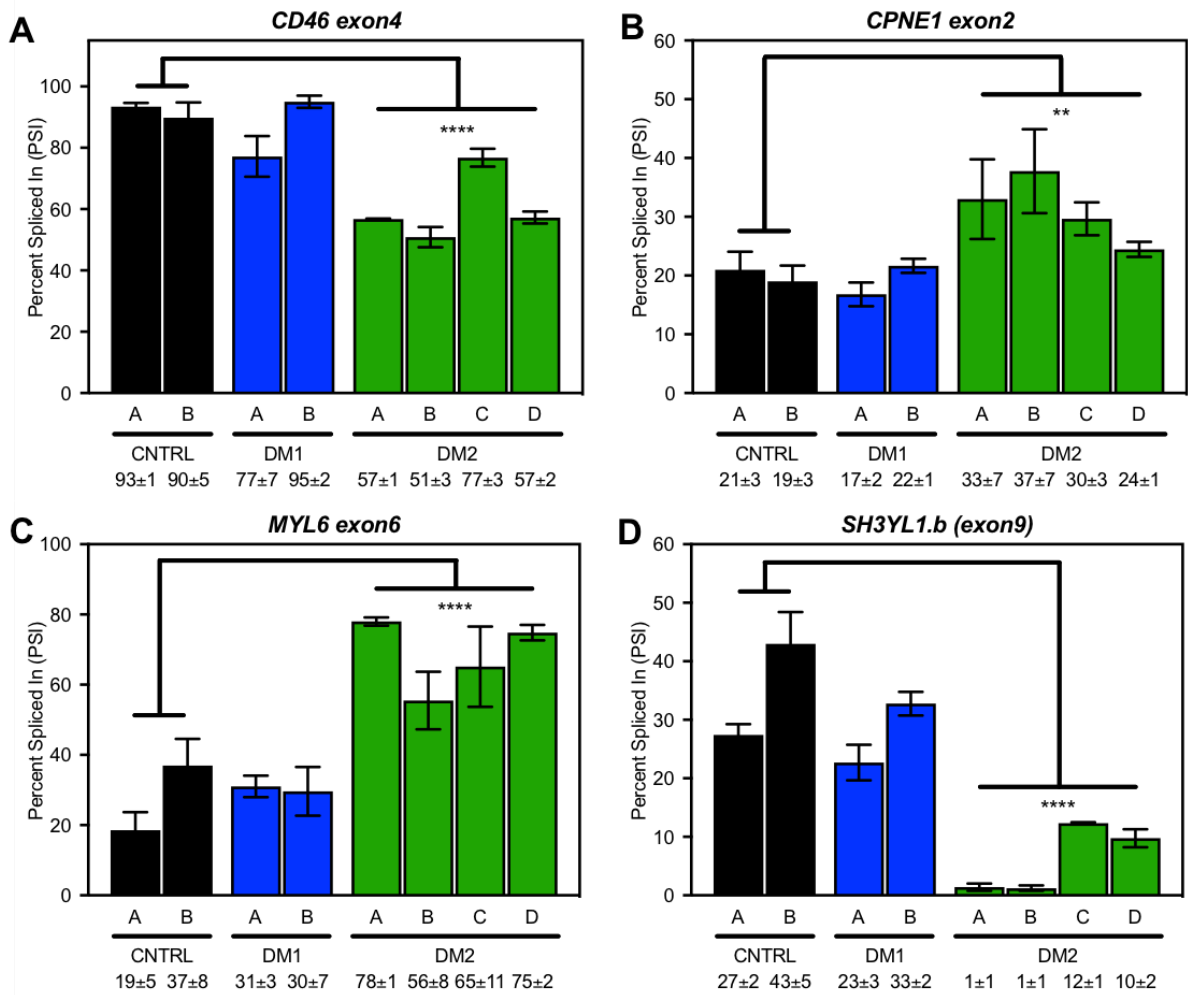 A
CD46 exon4
Percent Spliced In (PSI)
100
80
60
40
20
0
****
A B A B A B C D
CNTRL DM1 DM2
93±1 90±5 77±7 95±2 57±1 51±3 77±3 57±2
B
CPNE1 exon2
Percent Spliced In (PSI)
60
50
40
30
20
10
0
**
A B A B A B C D
CNTRL DM1 DM2
21±3 19±3 17±2 22±1 33±7 37±7 30±3 24±1
C
MYL6 exon6
Percent Spliced In (PSI)
100
80
60
40
20
0
****
A B A B A B C D
CNTRL DM1 DM2
19±5 37±8 31±3 30±7 78±1 56±8 65±11 75±2
D
SH3YL1.b (exon9)
Percent Spliced In (PSI)
60
50
40
30
20
10
0
****
A B A B A B C D
CNTRL DM1 DM2
27±2 43±5 23±3 33±2 1±1 1±1 12±1 10±2